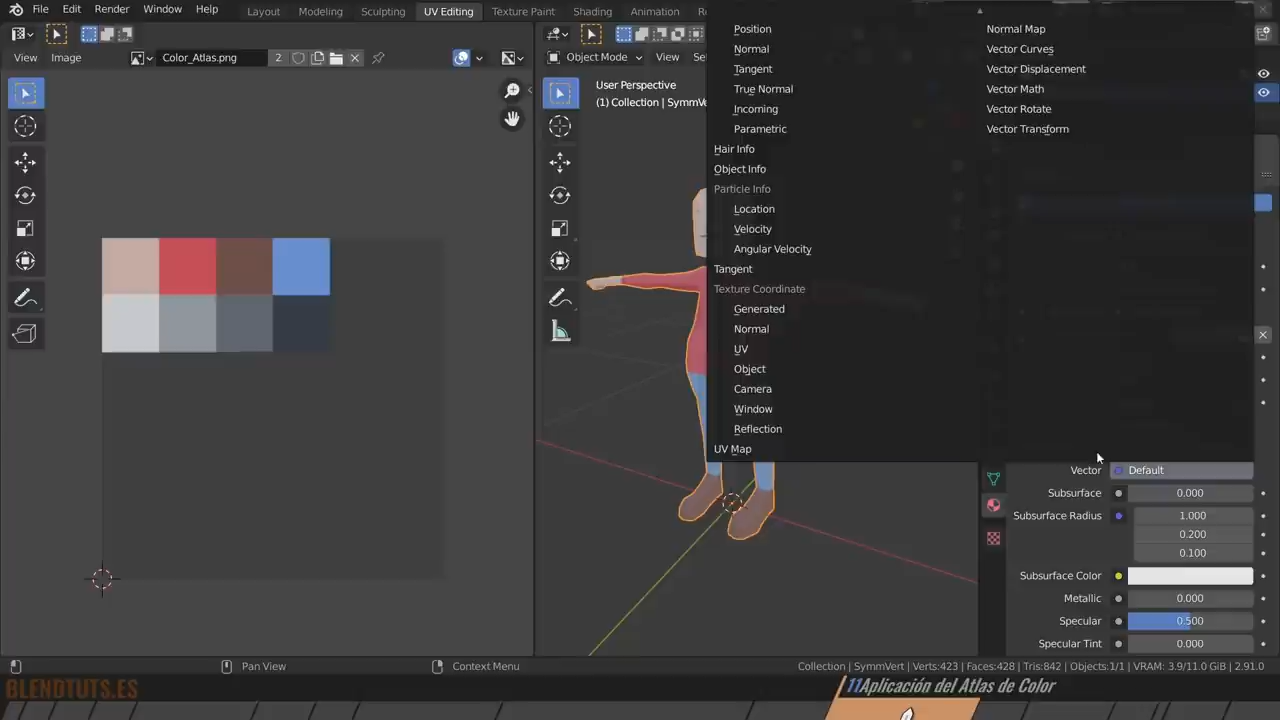 File Edit Render Window Help
Layout Modeling Sculpting UV Editing Texture Paint Shading Animation
View Image Color_Atlas.png 2
Object Mode View
User Perspective
(1) Collection | SymmVe
Position
Normal
Tangent
True Normal
Incoming
Parametric
Hair Info
Object Info
Particle Info
Location
Velocity
Angular Velocity
Tangent
Texture Coordinate
Generated
Normal
UV
Object
Camera
Window
Reflection
UV Map
Normal Map
Vector Curves
Vector Displacement
Vector Math
Vector Rotate
Vector Transform
Vector Default
Subsurface 0.000
Subsurface Radius 1.000
0.200
0.100
Subsurface Color
Metallic 0.000
Specular 0.500
Specular Tint 0.000
Pan View Context Menu Collection | SymmVert | Verts:423 | Faces:428 | Tris:842 | Objects:1/1 | VRAM: 3.9/11.0 GiB | 2.91.0
BLENDTUTS.ES
11Aplicación del Atlas de Color